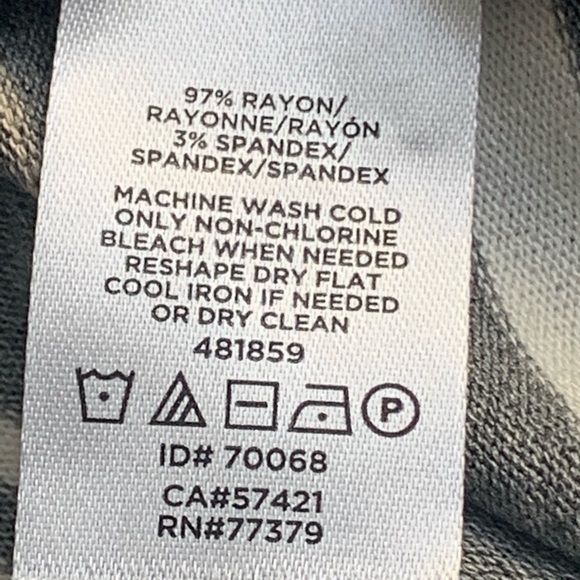 97% RAYON/
RAYONNE/RAYÓN
3% SPANDEX/
SPANDEX/SPANDEX
MACHINE WASH COLD
ONLY NON-CHLORINE
BLEACH WHEN NEEDED
RESHAPE DRY FLAT
COOL IRON IF NEEDED
OR DRY CLEAN
481859
P
ID# 70068
CA#57421
RN#77379